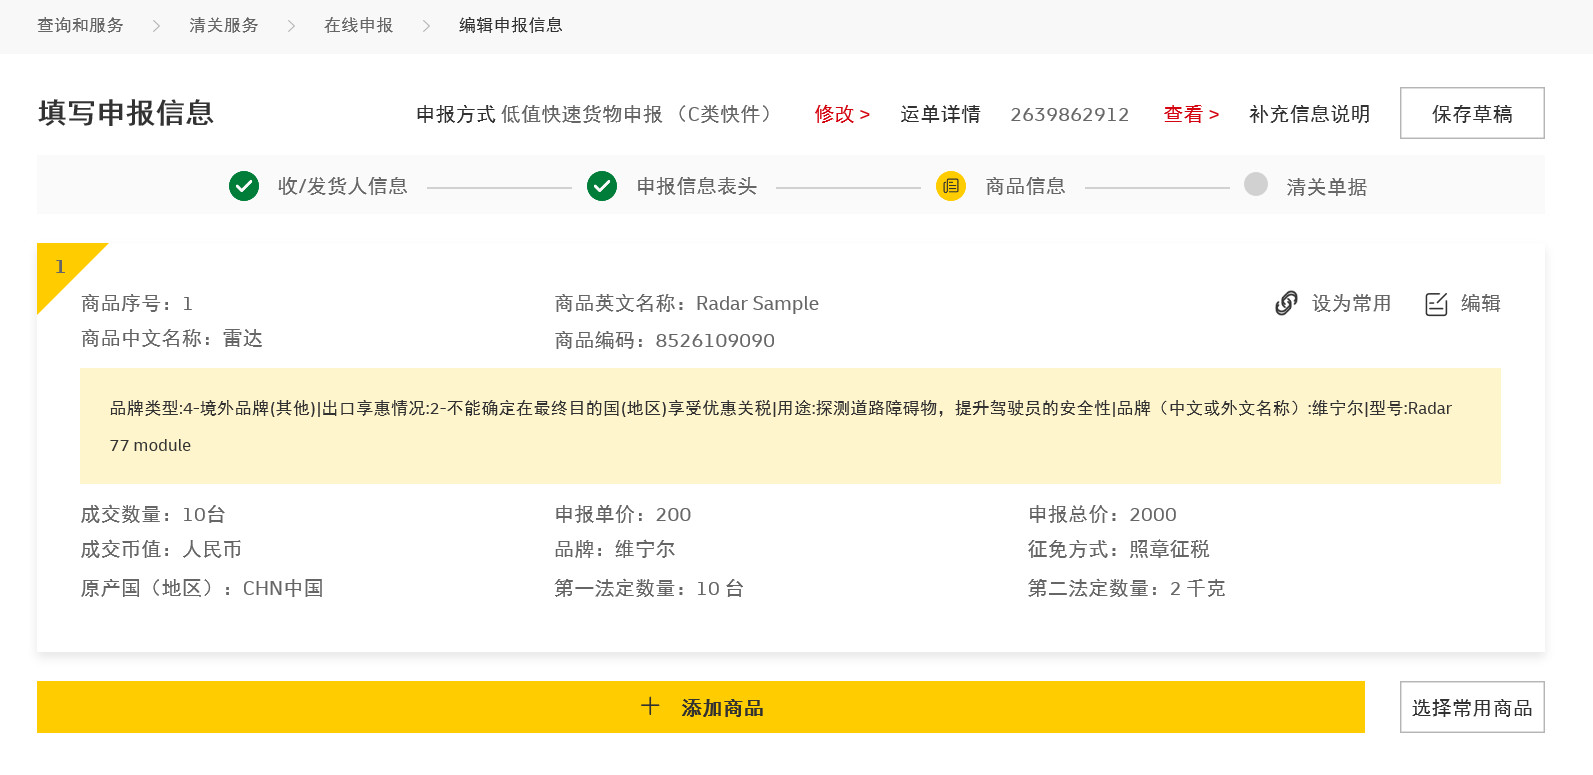 查询和服务 > 清关服务 > 在线申报 > 编辑申报信息
填写申报信息 申报方式 低值快速货物申报 （C类快件） 修改 > 运单详情 2639862912 查看 > 补充信息说明 保存草稿
收/发货人信息 申报信息表头 商品信息 清关单据
1
商品序号：1 商品英文名称：Radar Sample 设为常用 编辑
商品中文名称：雷达 商品编码：8526109090
品牌类型:4-境外品牌(其他)|出口享惠情况:2-不能确定在最终目的国(地区)享受优惠关税|用途:探测道路障碍物，提升驾驶员的安全性|品牌（中文或外文名称）:维宁尔|型号:Radar
77 module
成交数量：10台 申报单价：200 申报总价：2000
成交币值：人民币 品牌：维宁尔 征免方式：照章征税
原产国（地区）：CHN中国 第一法定数量：10 台 第二法定数量：2 千克
+ 添加商品 选择常用商品